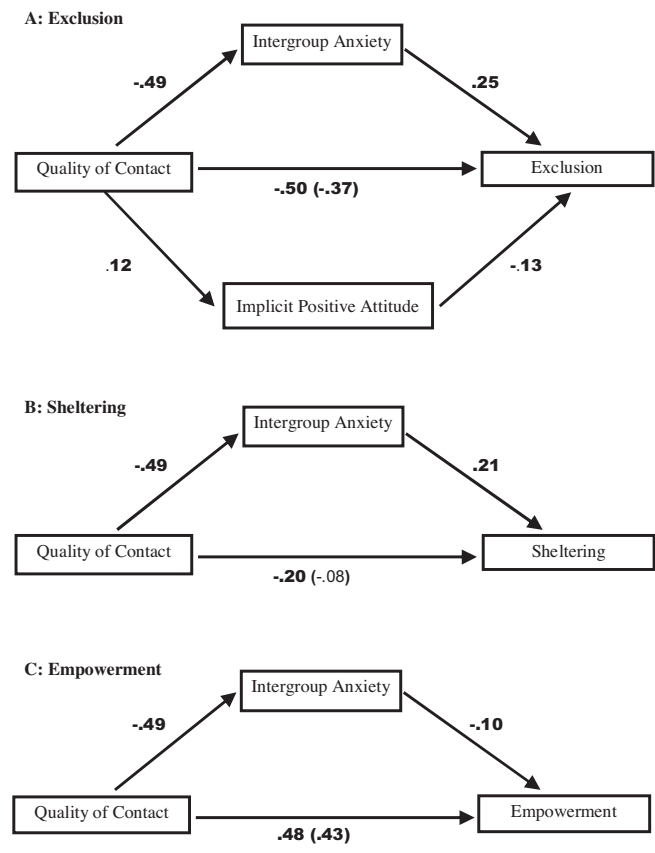 A: Exclusion
Intergroup Anxiety
-.49
.25
Quality of Contact
Exclusion
-.50 (-.37)
.12
-.13
Implicit Positive Attitude
B: Sheltering
Intergroup Anxiety
-.49
.21
Quality of Contact
Sheltering
-.20 (-.08)
C: Empowerment
Intergroup Anxiety
-.49
-.10
Quality of Contact
Empowerment
.48 (.43)